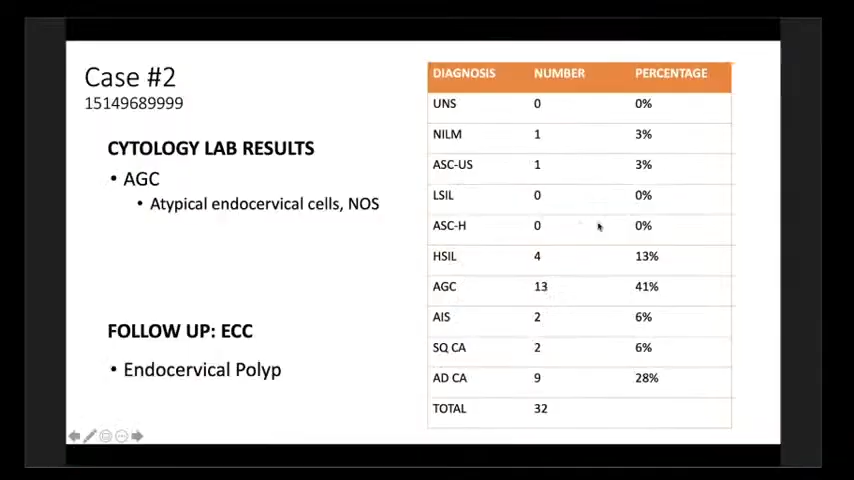 Case #2
15149689999
CYTOLOGY LAB RESULTS
• AGC
• Atypical endocervical cells, NOS
FOLLOW UP: ECC
• Endocervical Polyp
DIAGNOSIS NUMBER PERCENTAGE
UNS 0 0%
NILM 1 3%
ASC-US 1 3%
LSIL 0 0%
ASC-H 0 0%
HSIL 4 13%
AGC 13 41%
AIS 2 6%
SQ CA 2 6%
AD CA 9 28%
TOTAL 32